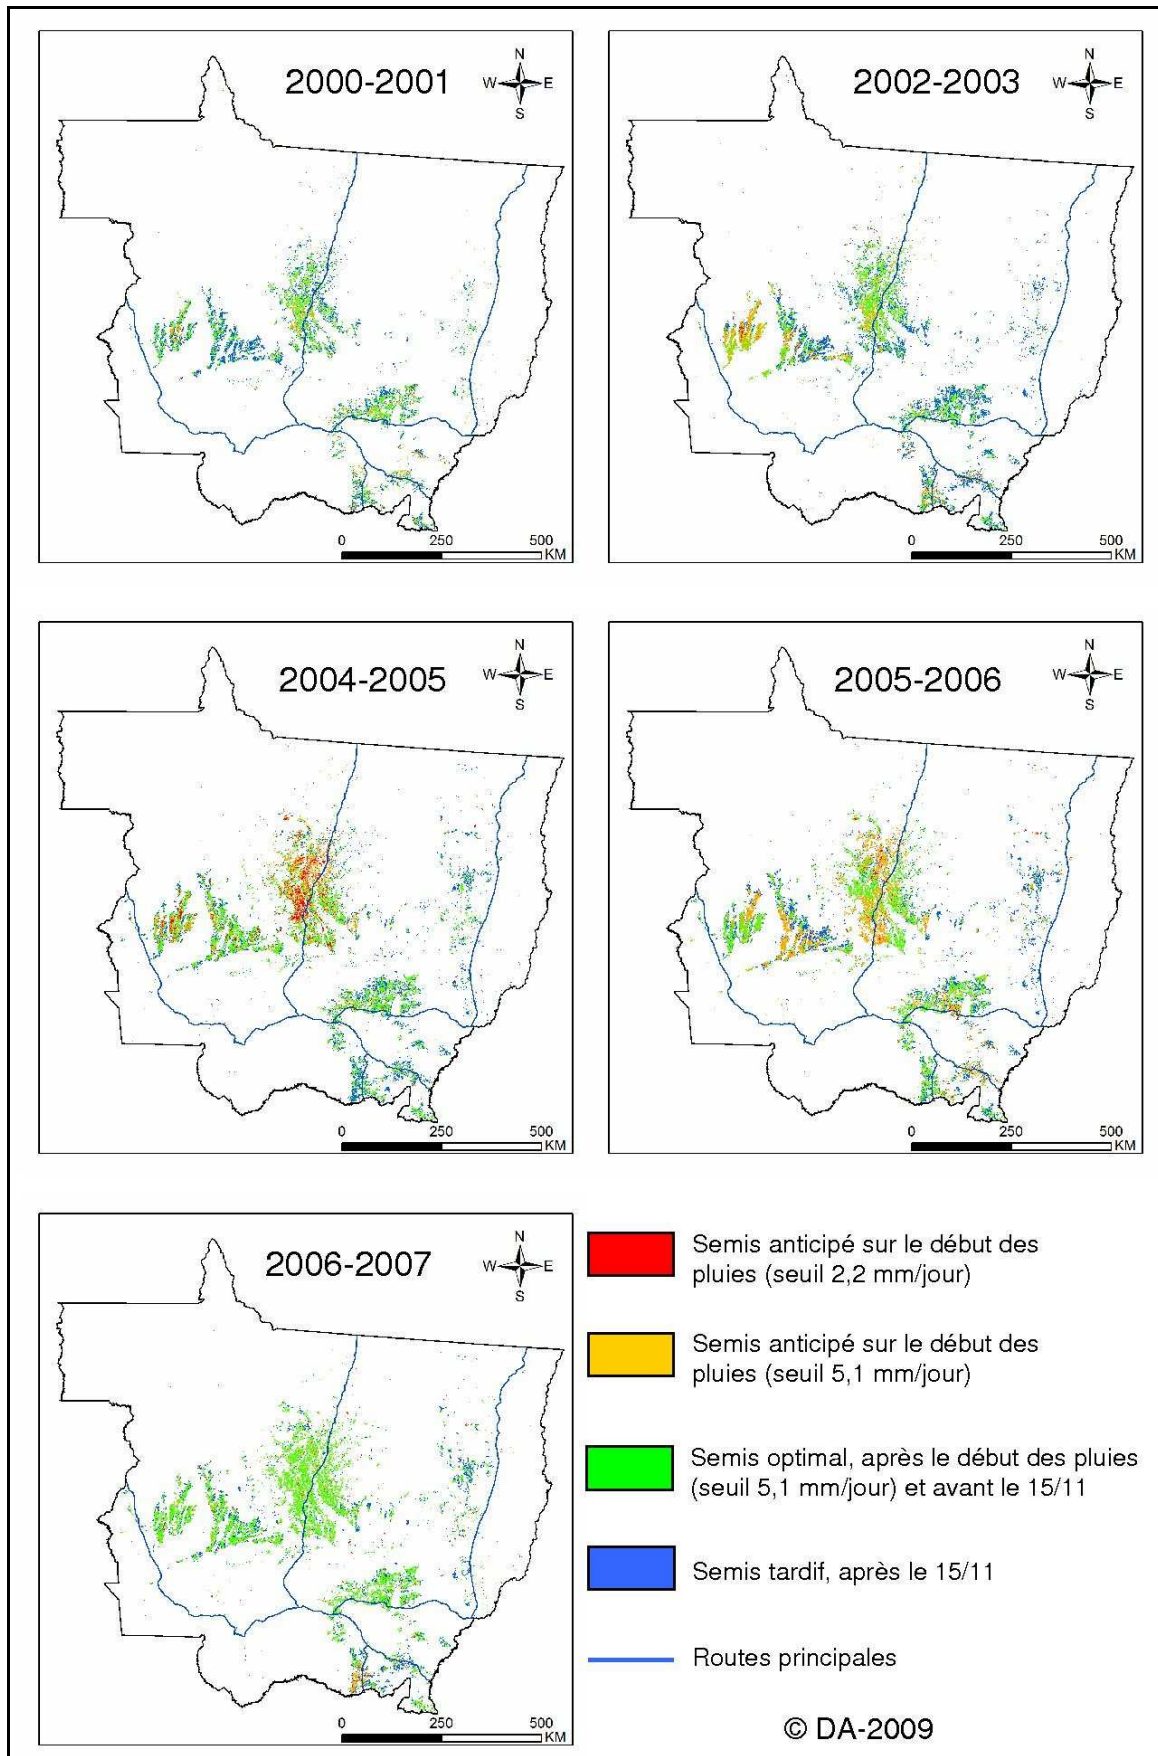 2000-2001
N
W E
S
0 250 500
KM
2002-2003
N
W E
S
0 250 500
KM
2004-2005
N
W E
S
0 250 500
KM
2005-2006
N
W E
S
0 250 500
KM
2006-2007
N
W E
S
0 250 500
KM
Semis anticipé sur le début des
pluies (seuil 2,2 mm/jour)
Semis anticipé sur le début des
pluies (seuil 5,1 mm/jour)
Semis optimal, après le début des pluies
(seuil 5,1 mm/jour) et avant le 15/11
Semis tardif, après le 15/11
Routes principales
© DA-2009